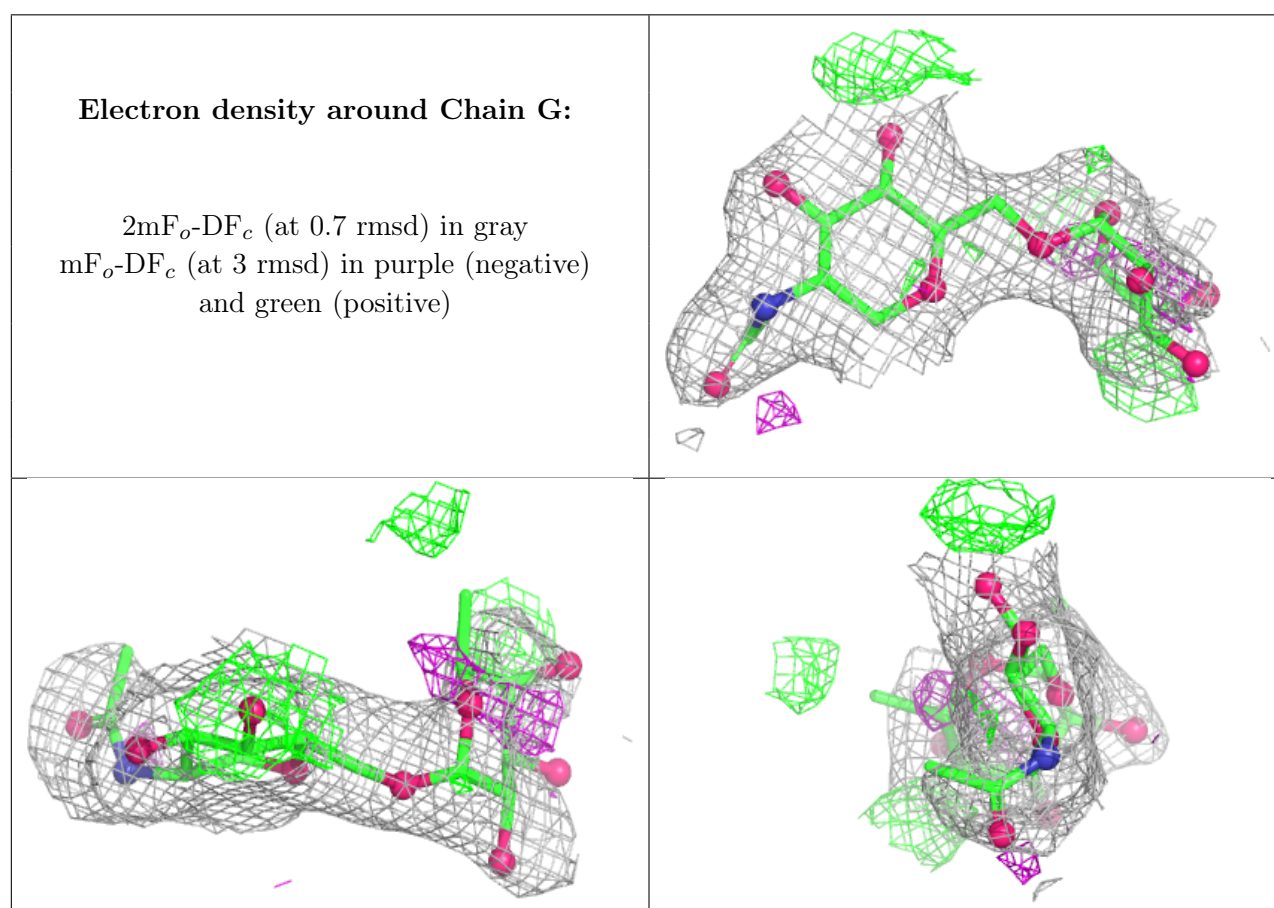 Electron density around Chain G:
2mFₒ-DF𝒸 (at 0.7 rmsd) in gray
mFₒ-DF𝒸 (at 3 rmsd) in purple (negative)
and green (positive)